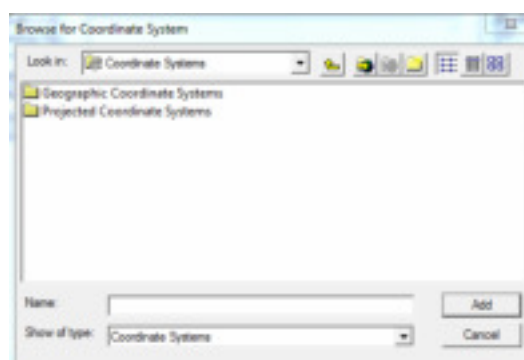 Browse for Coordinate System
Look in: Coordinate Systems
Geographic Coordinate Systems
Projected Coordinate Systems
Name: Add
Show of type: Coordinate Systems Cancel